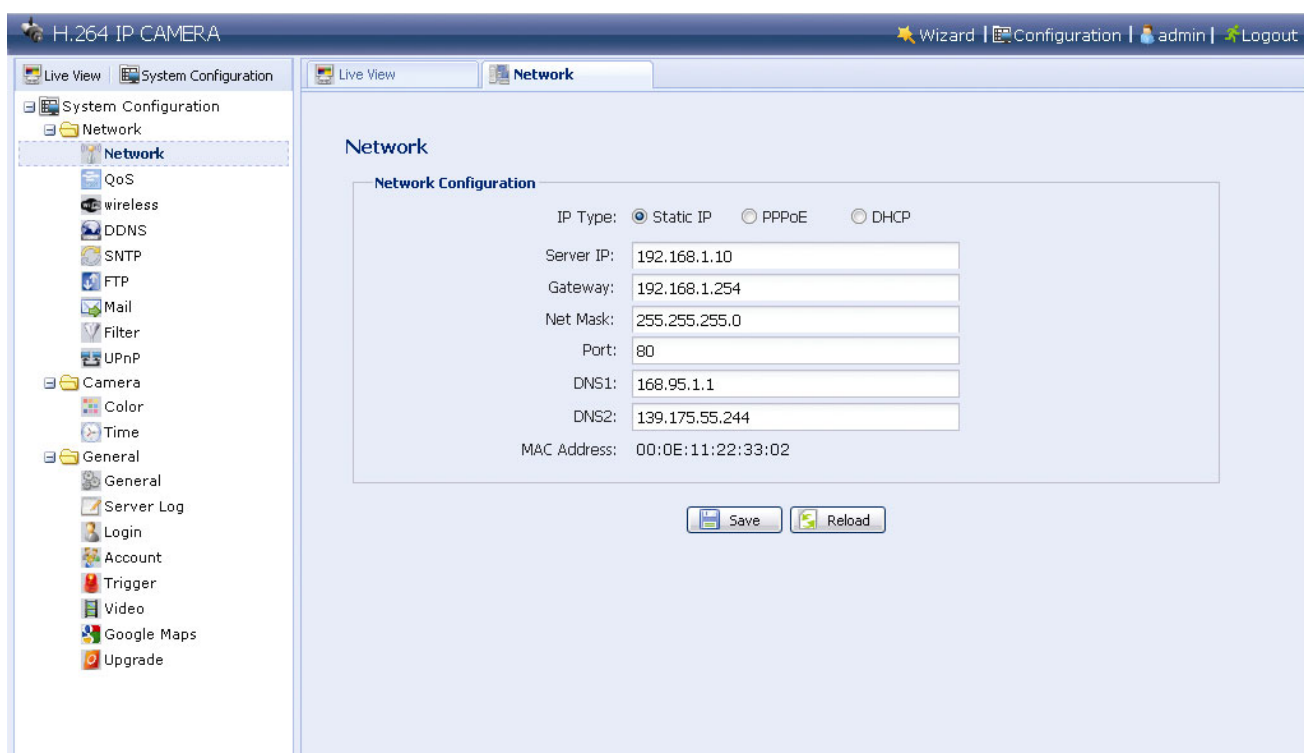 H.264 IP CAMERA
Wizard | Configuration | admin | Logout
Live View System Configuration
Live View
Network
System Configuration
Network
Network
QoS
wireless
DDNS
SNTP
FTP
Mail
Filter
UPnP
Camera
Color
Time
General
General
Server Log
Login
Account
Trigger
Video
Google Maps
Upgrade
Network
Network Configuration
IP Type: Static IP PPPoE DHCP
Server IP: 192.168.1.10
Gateway: 192.168.1.254
Net Mask: 255.255.255.0
Port: 80
DNS1: 168.95.1.1
DNS2: 139.175.55.244
MAC Address: 00:0E:11:22:33:02
Save Reload